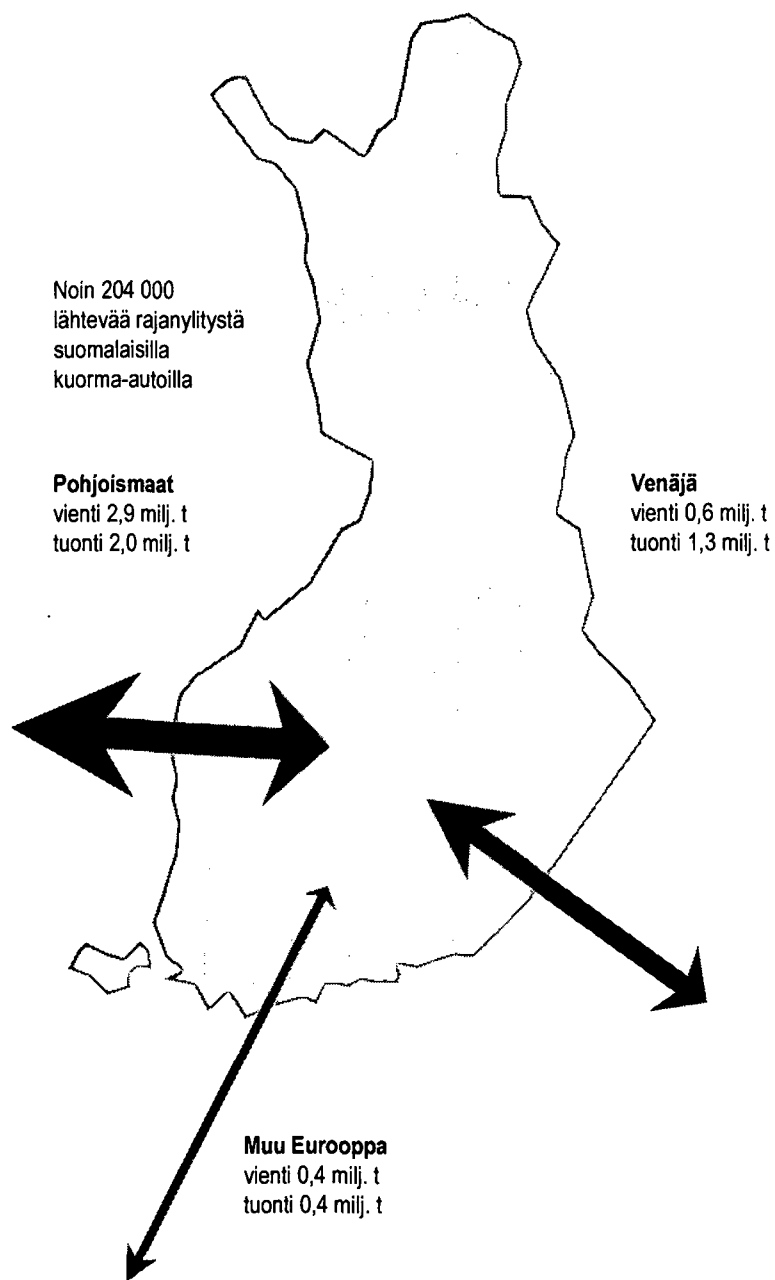 Noin 204 000
lähtevää rajanylitystä
suomalaisilla
kuorma-autoilla
Pohjoismaat
vienti 2,9 milj. t
tuonti 2,0 milj. t
Venäjä
vienti 0,6 milj. t
tuonti 1,3 milj. t
Muu Eurooppa
vienti 0,4 milj. t
tuonti 0,4 milj. t